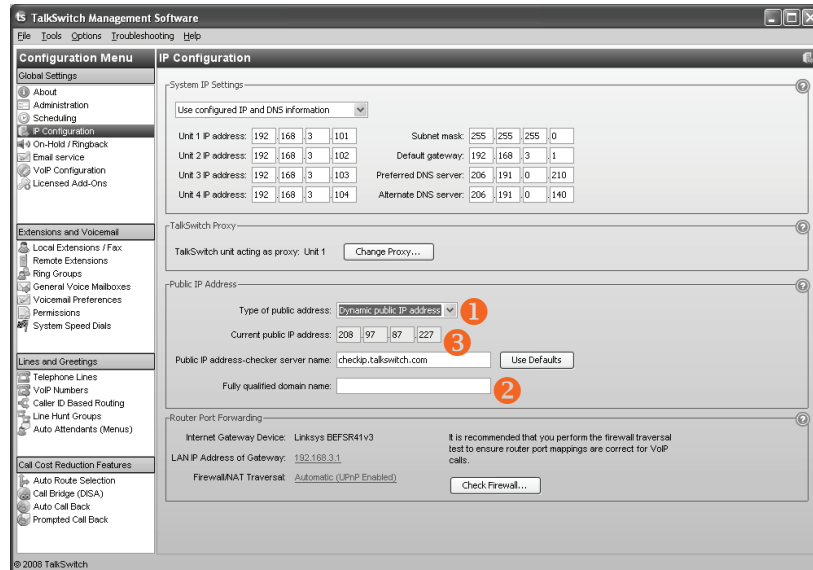 ts TalkSwitch Management Software
File Tools Options Troubleshooting Help
Configuration Menu
Global Settings
About
Administration
Scheduling
IP Configuration
On-Hold / Ringback
Email service
VoIP Configuration
Licensed Add-Ons
Extensions and Voicemail
Local Extensions / Fax
Remote Extensions
Ring Groups
General Voice Mailboxes
Voicemail Preferences
Permissions
System Speed Dials
Lines and Greetings
Telephone Lines
VoIP Numbers
Caller ID Based Routing
Line Hunt Groups
Auto Attendants (Menus)
Call Cost Reduction Features
Auto Route Selection
Call Bridge (DISA)
Auto Call Back
Prompted Call Back
IP Configuration
System IP Settings
Use configured IP and DNS information
Unit 1 IP address: 192 .168 .3 .101 Subnet mask: 255 .255 .255 .0
Unit 2 IP address: 192 .168 .3 .102 Default gateway: 192 .168 .3 .1
Unit 3 IP address: 192 .168 .3 .103 Preferred DNS server: 206 .191 .0 .210
Unit 4 IP address: 192 .168 .3 .104 Alternate DNS server: 206 .191 .0 .140
TalkSwitch Proxy
TalkSwitch unit acting as proxy: Unit 1 Change Proxy...
Public IP Address
Type of public address: Dynamic public IP address 1
Current public IP address: 208 .97 .87 .227 3
Public IP address-checker server name: checkip.talkswitch.com Use Defaults
Fully qualified domain name: 2
Router Port Forwarding
Internet Gateway Device: Linksys BEFSR41v3
LAN IP Address of Gateway: 192.168.3.1
Firewall/NAT Traversal: Automatic (UPnP Enabled)
It is recommended that you perform the firewall traversal
test to ensure router port mappings are correct for VoIP
calls.
Check Firewall...
© 2008 TalkSwitch